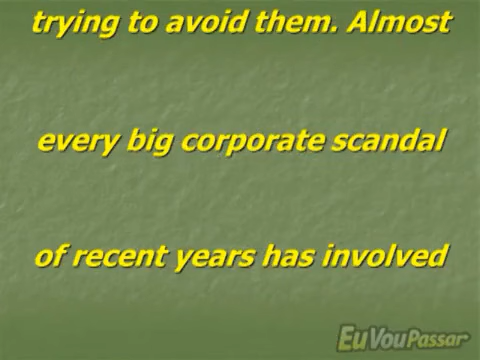 trying to avoid them. Almost
every big corporate scandal
of recent years has involved
EuVouPassar